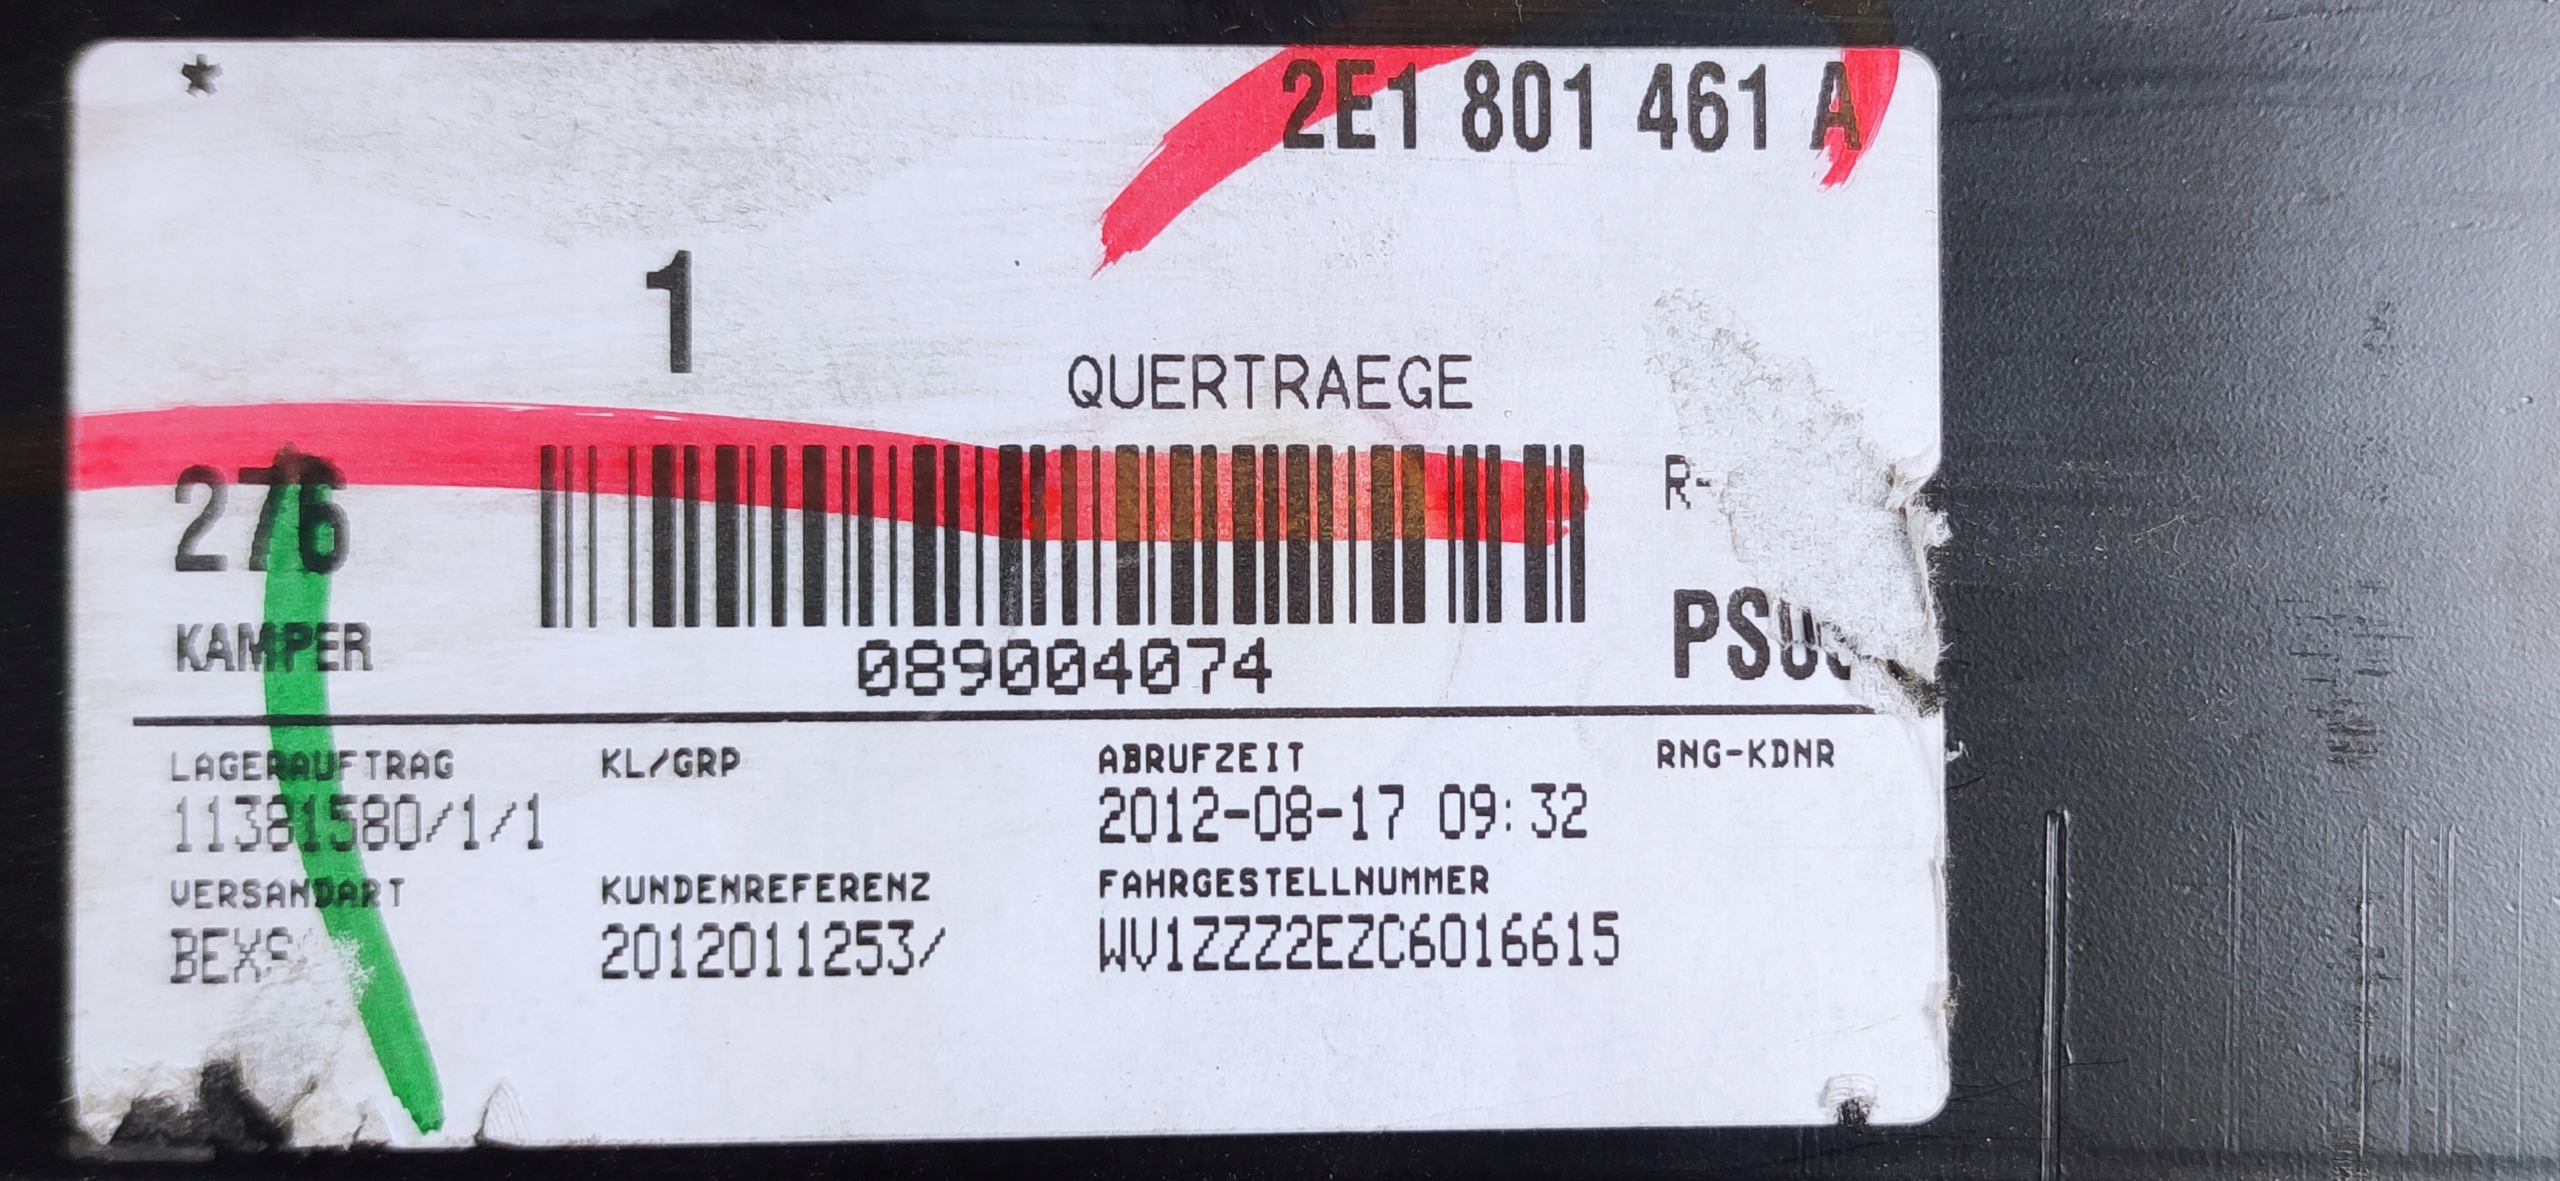 *
2E1 801 461 A
1
QUERTRAEGE
276
R-
KAMPER
089004074
LAGERAUFTRAG KL/GRP ABRUFZEIT RNG-KDNR
11381580/1/1 2012-08-17 09:32
VERSANDART KUNDENREFERENZ FAHRGESTELLNUMMER
2012011253/ WV1ZZZ2EZC6016615